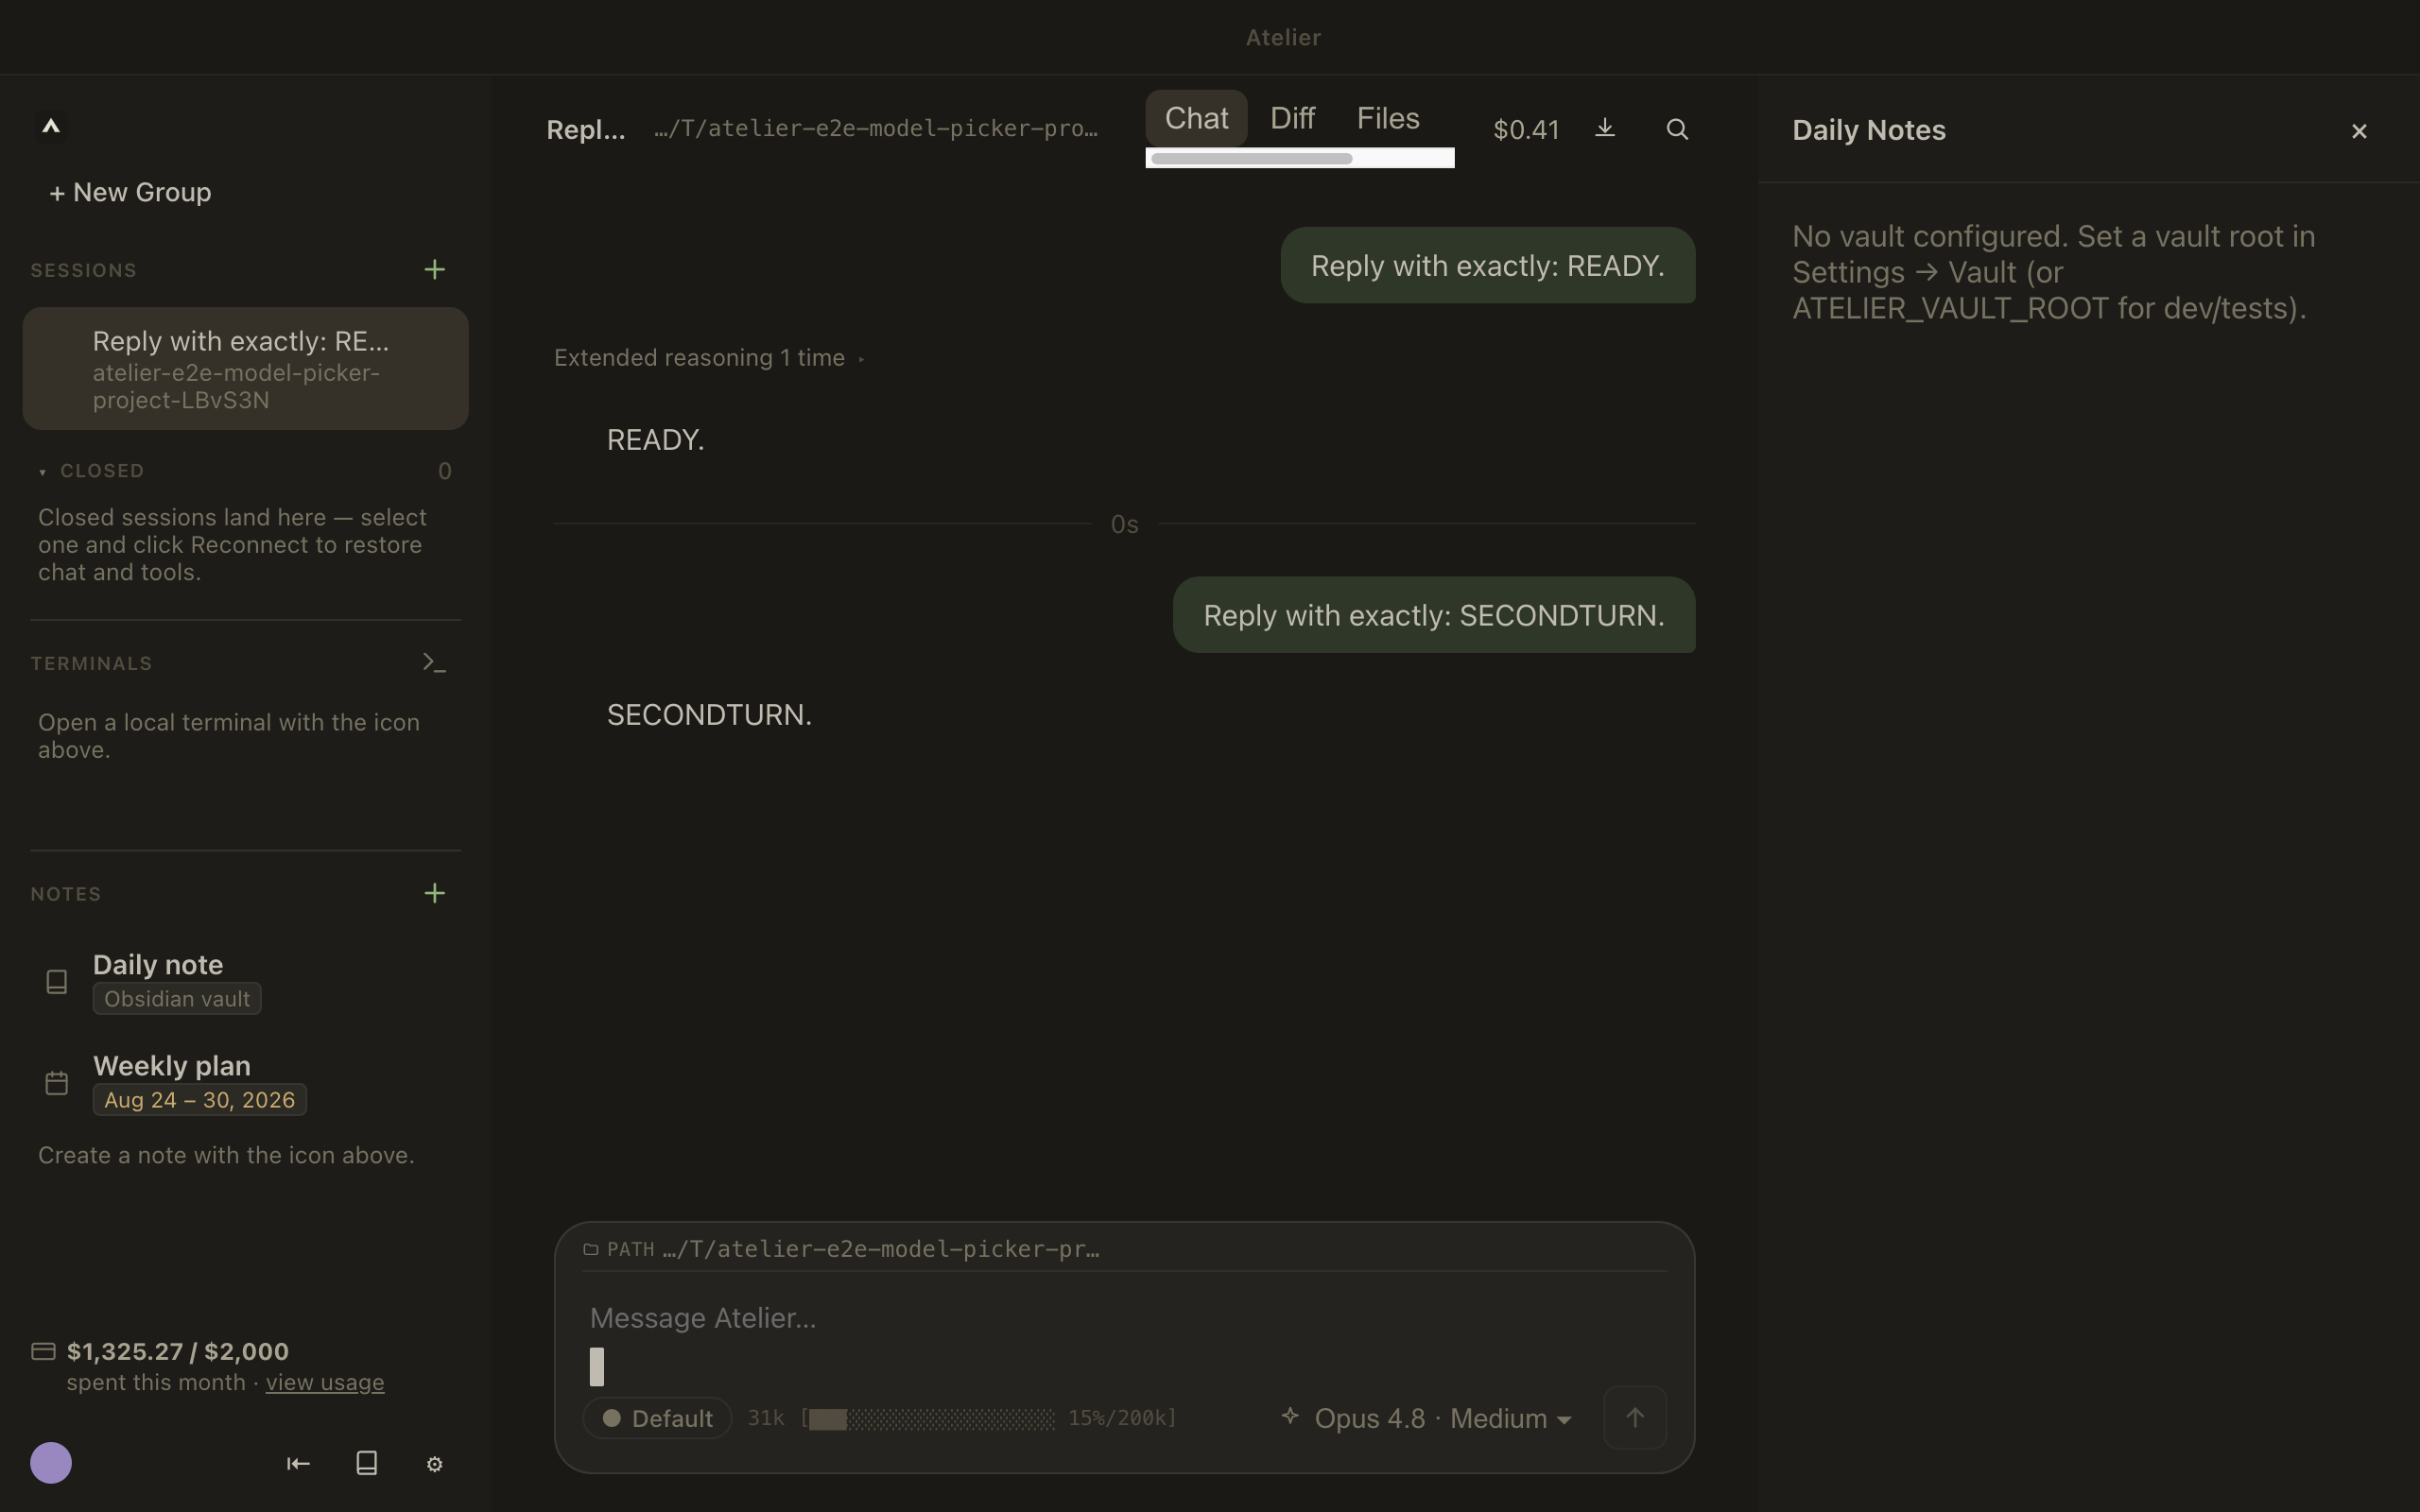 Atelier
+ New Group
SESSIONS
Reply with exactly: RE...
atelier-e2e-model-picker-
project-LBvS3N
CLOSED 0
Closed sessions land here — select
one and click Reconnect to restore
chat and tools.
TERMINALS
Open a local terminal with the icon
above.
NOTES
Daily note
Obsidian vault
Weekly plan
Aug 24 – 30, 2026
Create a note with the icon above.
$1,325.27 / $2,000
spent this month · view usage
Repl... …/T/atelier-e2e-model-picker-pro… Chat Diff Files $0.41
Reply with exactly: READY.
Extended reasoning 1 time
READY.
0s
Reply with exactly: SECONDTURN.
SECONDTURN.
PATH …/T/atelier-e2e-model-picker-pr…
Message Atelier...
Default 31k [ 15%/200k] Opus 4.8 · Medium
Daily Notes
No vault configured. Set a vault root in
Settings → Vault (or
ATELIER_VAULT_ROOT for dev/tests).